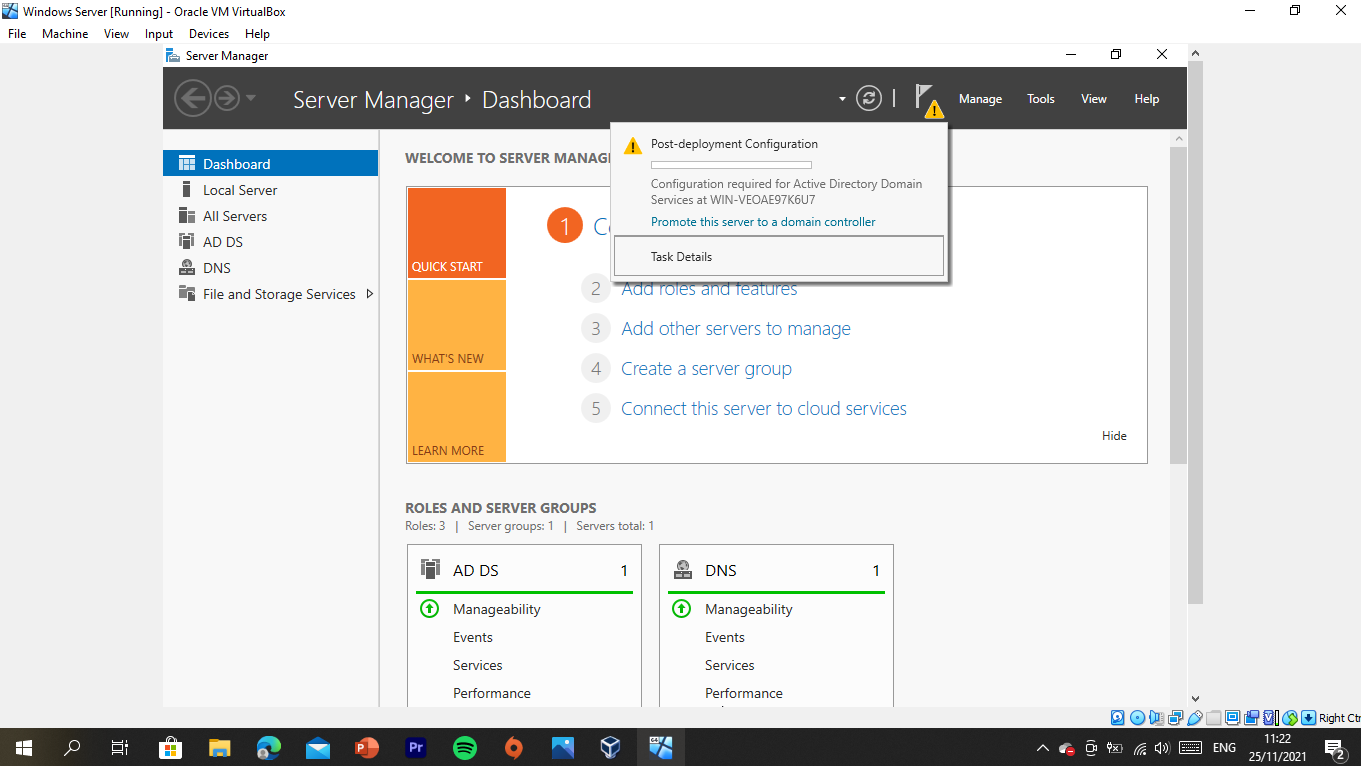 Windows Server [Running] - Oracle VM VirtualBox
File Machine View Input Devices Help
Server Manager
Server Manager Dashboard
Manage Tools View Help
Dashboard
Local Server
All Servers
AD DS
DNS
File and Storage Services
WELCOME TO SERVER MANAG
Post-deployment Configuration
Configuration required for Active Directory Domain
Services at WIN-VEOAE97K6U7
Promote this server to a domain controller
Task Details
QUICK START
WHAT'S NEW
LEARN MORE
1 Co
2 Add roles and features
3 Add other servers to manage
4 Create a server group
5 Connect this server to cloud services
Hide
ROLES AND SERVER GROUPS
Roles: 3 | Server groups: 1 | Servers total: 1
AD DS 1
Manageability
Events
Services
Performance
DNS 1
Manageability
Events
Services
Performance
Right Ctr
Pr
ENG
11:22
25/11/2021
2